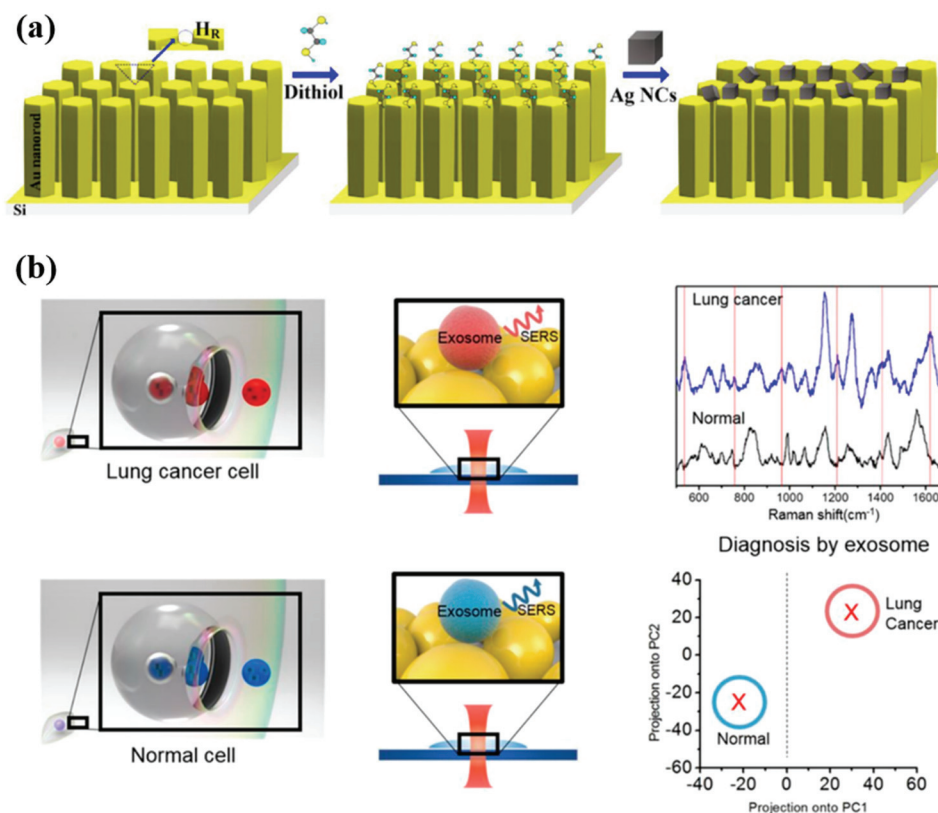 (a)
H_R
Dithiol
Ag NCs
Au nanorod
Si
(b)
Exosome
SERS
Lung cancer cell
Lung cancer
Normal
600 800 1000 1200 1400 1600
Raman shift(cm⁻¹)
Diagnosis by exosome
Exosome
SERS
Normal cell
Projection onto PC2
40
20
0
-20
-40
-60
X
Lung
Cancer
X
Normal
-40 -20 0 20 40 60
Projection onto PC1